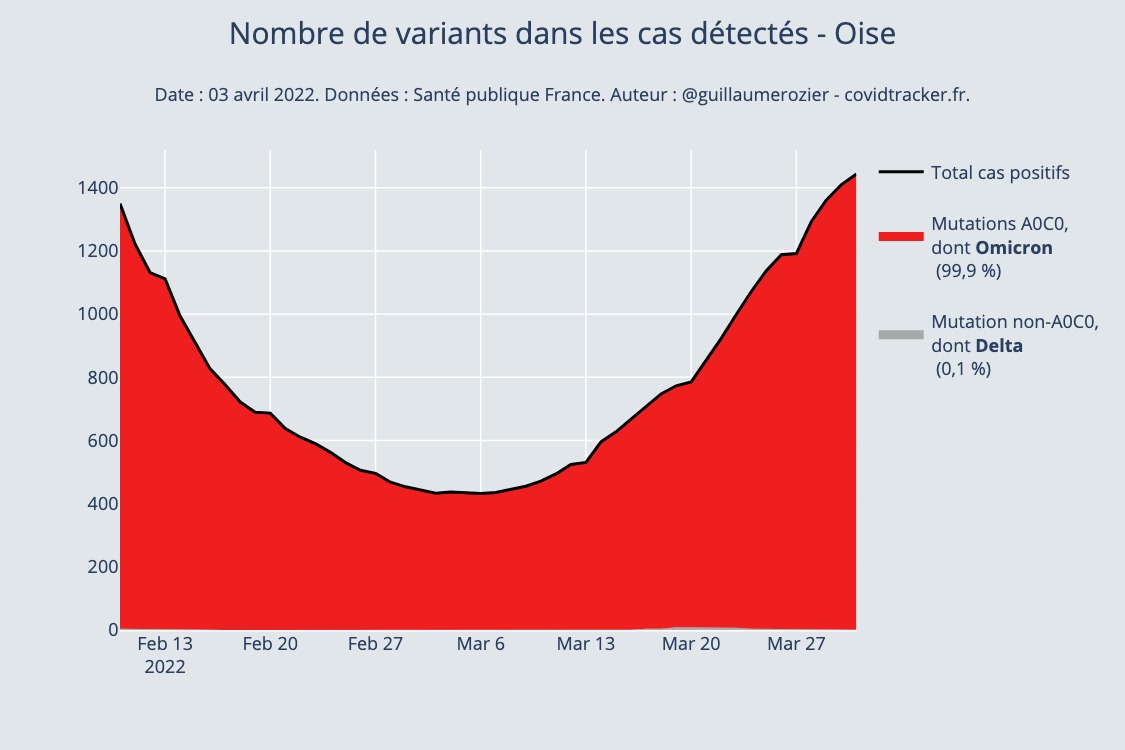 Nombre de variants dans les cas détectés - Oise
Date : 03 avril 2022. Données : Santé publique France. Auteur : @guillaumerozier - covidtracker.fr.
1400
1200
1000
800
600
400
200
0
Feb 13
2022
Feb 20
Feb 27
Mar 6
Mar 13
Mar 20
Mar 27
Total cas positifs
Mutations A0C0,
dont Omicron
(99,9 %)
Mutation non-A0C0,
dont Delta
(0,1 %)